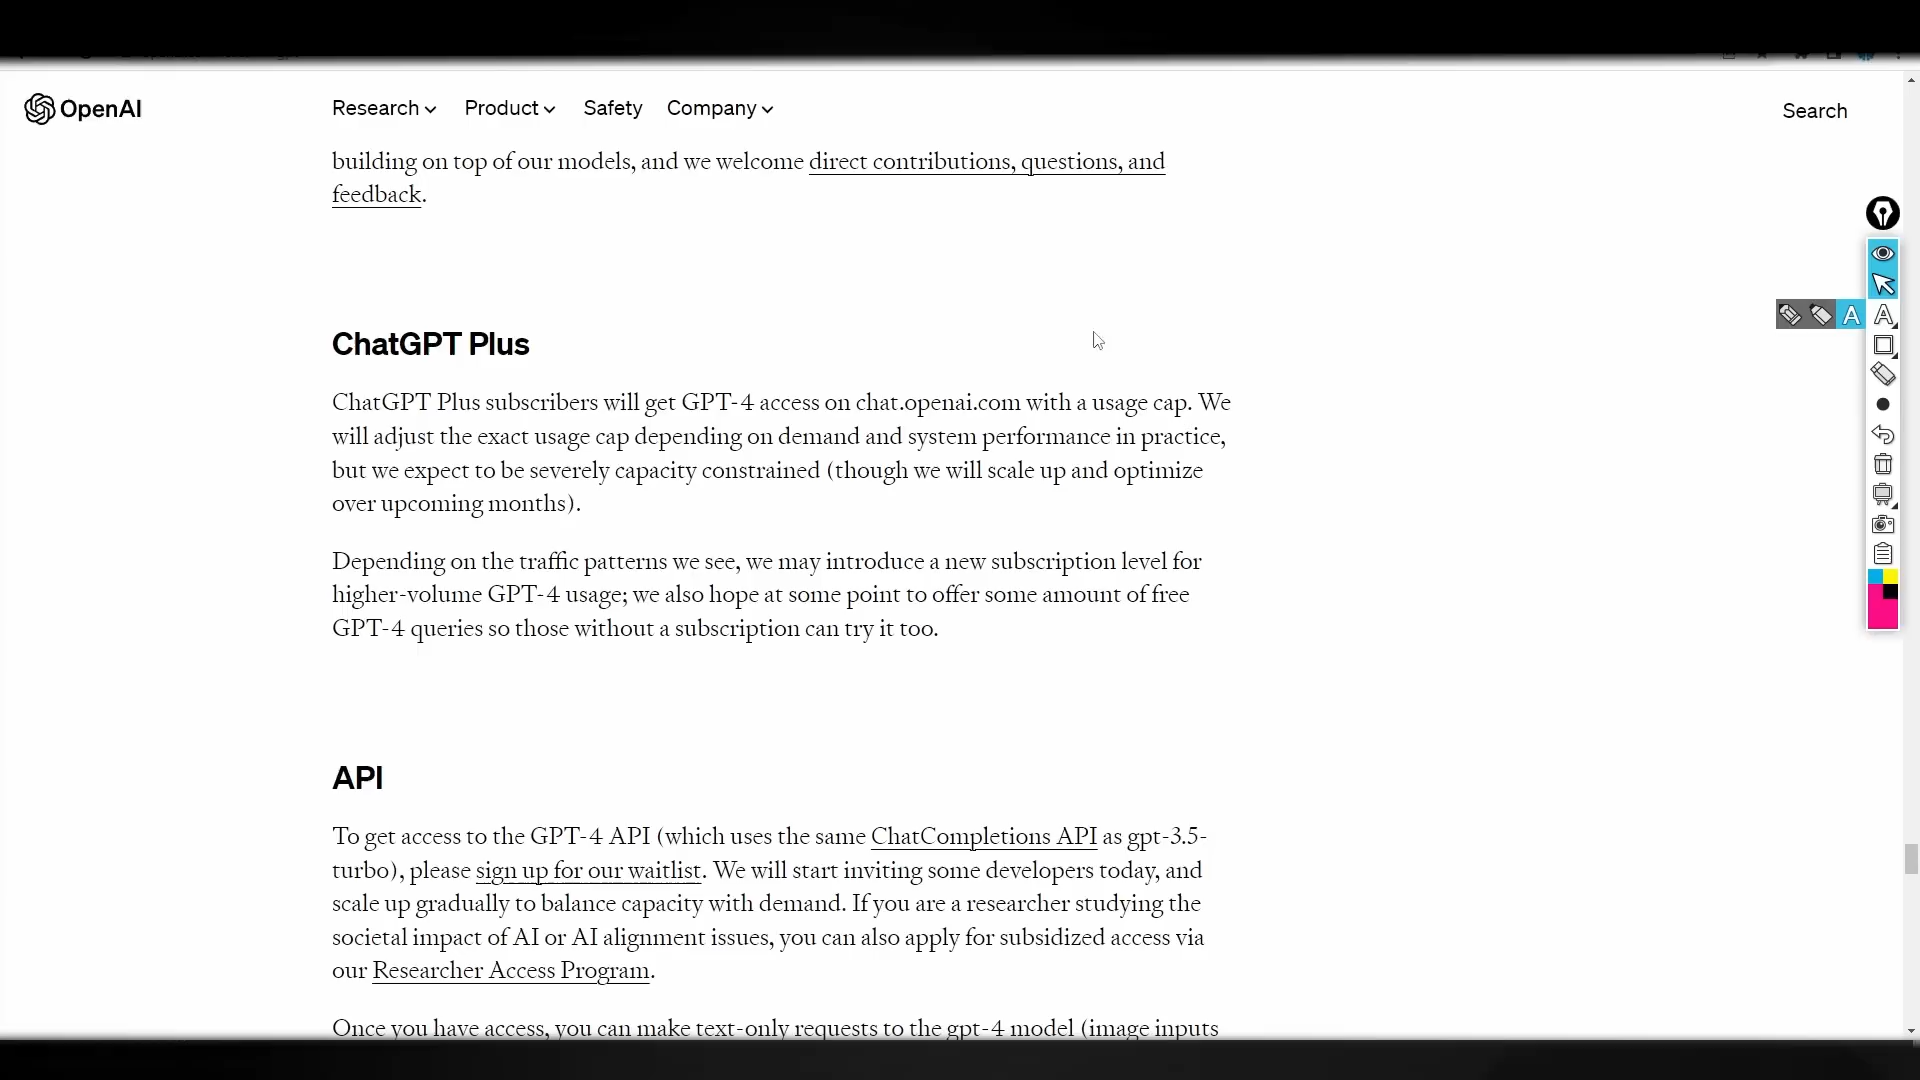 OpenAI
Research
Product
Safety
Company
Search
building on top of our models, and we welcome direct contributions, questions, and
feedback.
ChatGPT Plus
ChatGPT Plus subscribers will get GPT-4 access on chat.openai.com with a usage cap. We
will adjust the exact usage cap depending on demand and system performance in practice,
but we expect to be severely capacity constrained (though we will scale up and optimize
over upcoming months).
Depending on the traffic patterns we see, we may introduce a new subscription level for
higher-volume GPT-4 usage; we also hope at some point to offer some amount of free
GPT-4 queries so those without a subscription can try it too.
API
To get access to the GPT-4 API (which uses the same ChatCompletions API as gpt-3.5-
turbo), please sign up for our waitlist. We will start inviting some developers today, and
scale up gradually to balance capacity with demand. If you are a researcher studying the
societal impact of AI or AI alignment issues, you can also apply for subsidized access via
our Researcher Access Program.
Once you have access, you can make text-only requests to the gpt-4 model (image inputs